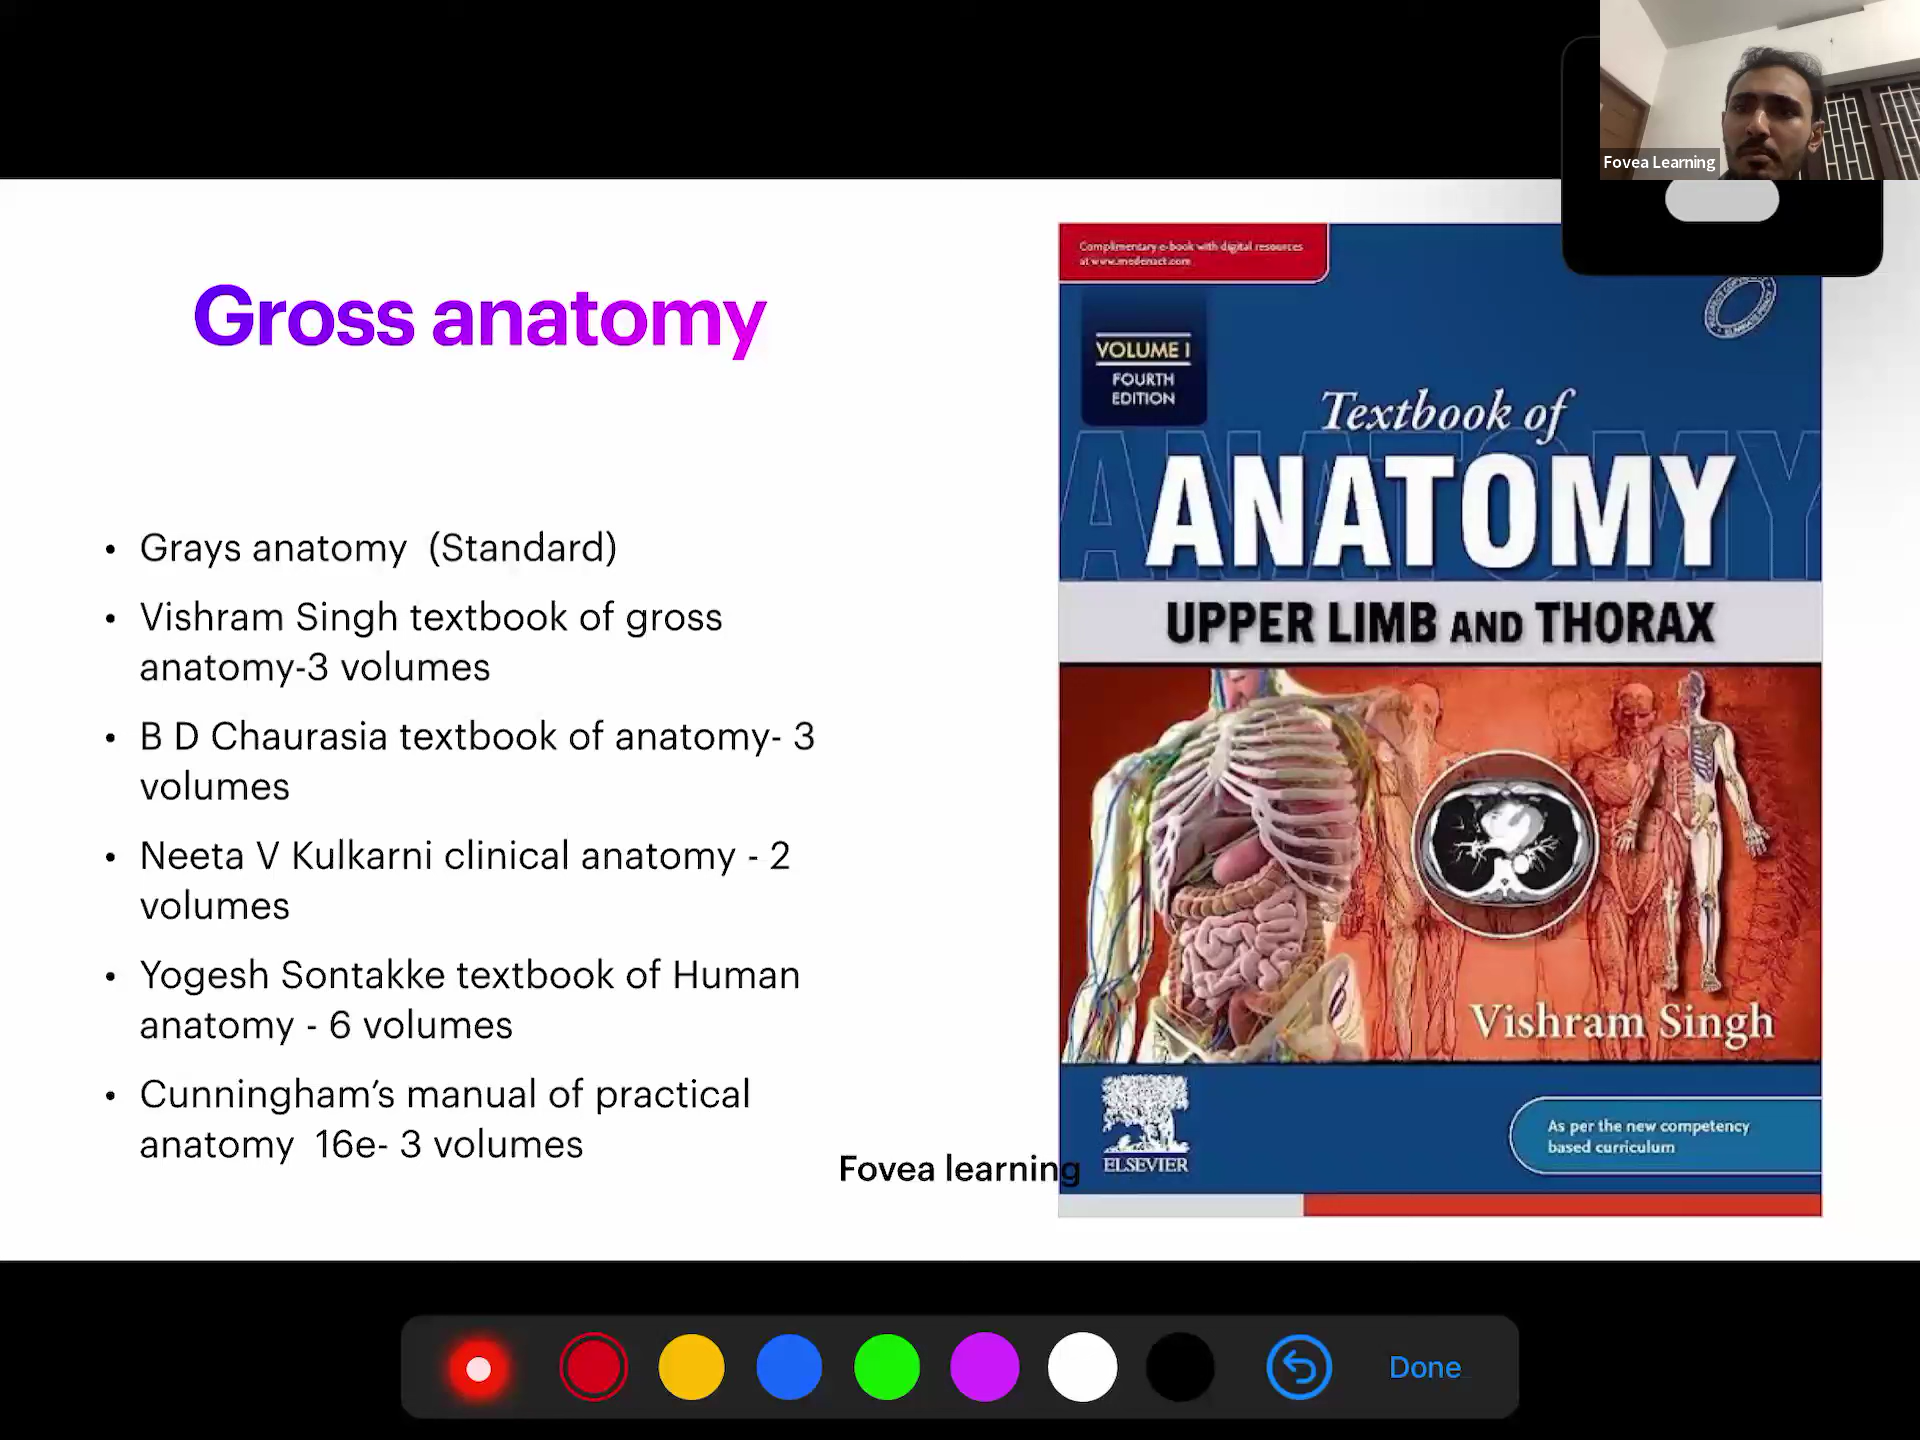 Fovea Learning
Gross anatomy
• Grays anatomy (Standard)
• Vishram Singh textbook of gross
anatomy-3 volumes
• B D Chaurasia textbook of anatomy- 3
volumes
• Neeta V Kulkarni clinical anatomy - 2
volumes
• Yogesh Sontakke textbook of Human
anatomy - 6 volumes
• Cunningham’s manual of practical
anatomy 16e- 3 volumes
Fovea learning
Complimentary e-book with digital resources
at www.medenact.com
VOLUME I
FOURTH
EDITION
Textbook of
ANATOMY
ANATOMY
UPPER LIMB AND THORAX
Vishram Singh
ELSEVIER
As per the new competency
based curriculum
Done